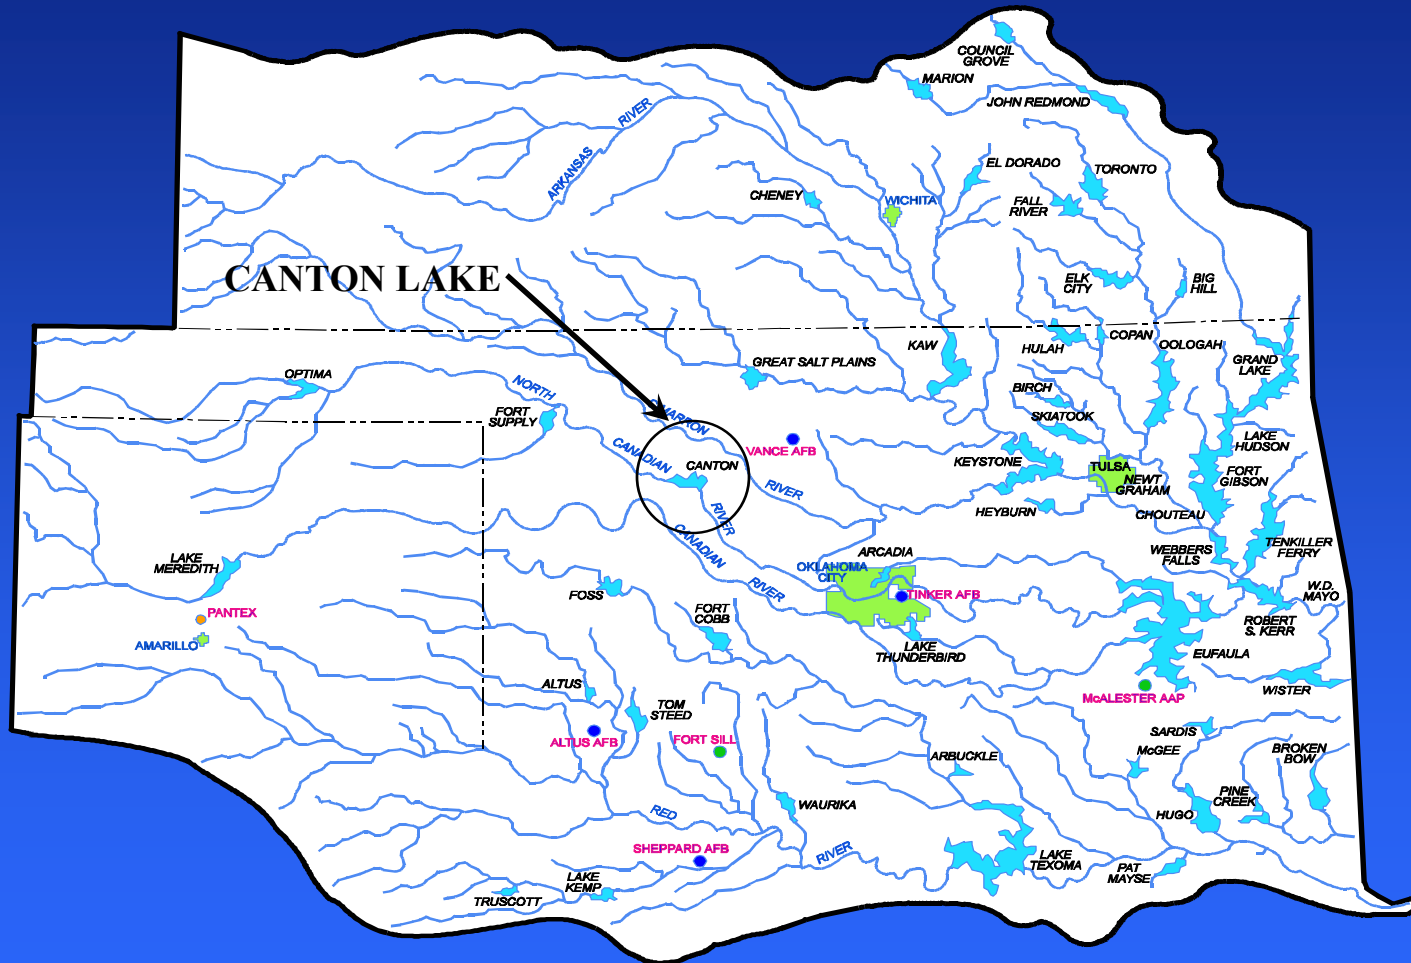 COUNCIL
GROVE
MARION
JOHN REDMOND
RIVER
ARKANSAS
EL DORADO
TORONTO
CHENEY
WICHITA
FALL
RIVER
CANTON LAKE
ELK
CITY
BIG
HILL
KAW
HULAH
COPAN
OOLOGAH
GREAT SALT PLAINS
GRAND
LAKE
OPTIMA
NORTH
BIRCH
FORT
SUPPLY
CIMARRON
SKIATOOK
LAKE
HUDSON
CANADIAN
CANTON
VANCE AFB
KEYSTONE
TULSA
NEWT
GRAHAM
FORT
GIBSON
RIVER
RIVER
HEYBURN
CHOUTEAU
CANADIAN
LAKE
MEREDITH
ARCADIA
WEBBERS
FALLS
TENKILLER
FERRY
OKLAHOMA
CITY
RIVER
FOSS
TINKER AFB
W.D.
MAYO
PANTEX
FORT
COBB
ROBERT
S. KERR
AMARILLO
LAKE
THUNDERBIRD
EUFAULA
ALTUS
WISTER
McALESTER AAP
TOM
STEED
ALTUS AFB
FORT SILL
SARDIS
McGEE
BROKEN
BOW
ARBUCKLE
PINE
CREEK
WAURIKA
RED
HUGO
SHEPPARD AFB
RIVER
LAKE
TEXOMA
PAT
MAYSE
LAKE
KEMP
TRUSCOTT